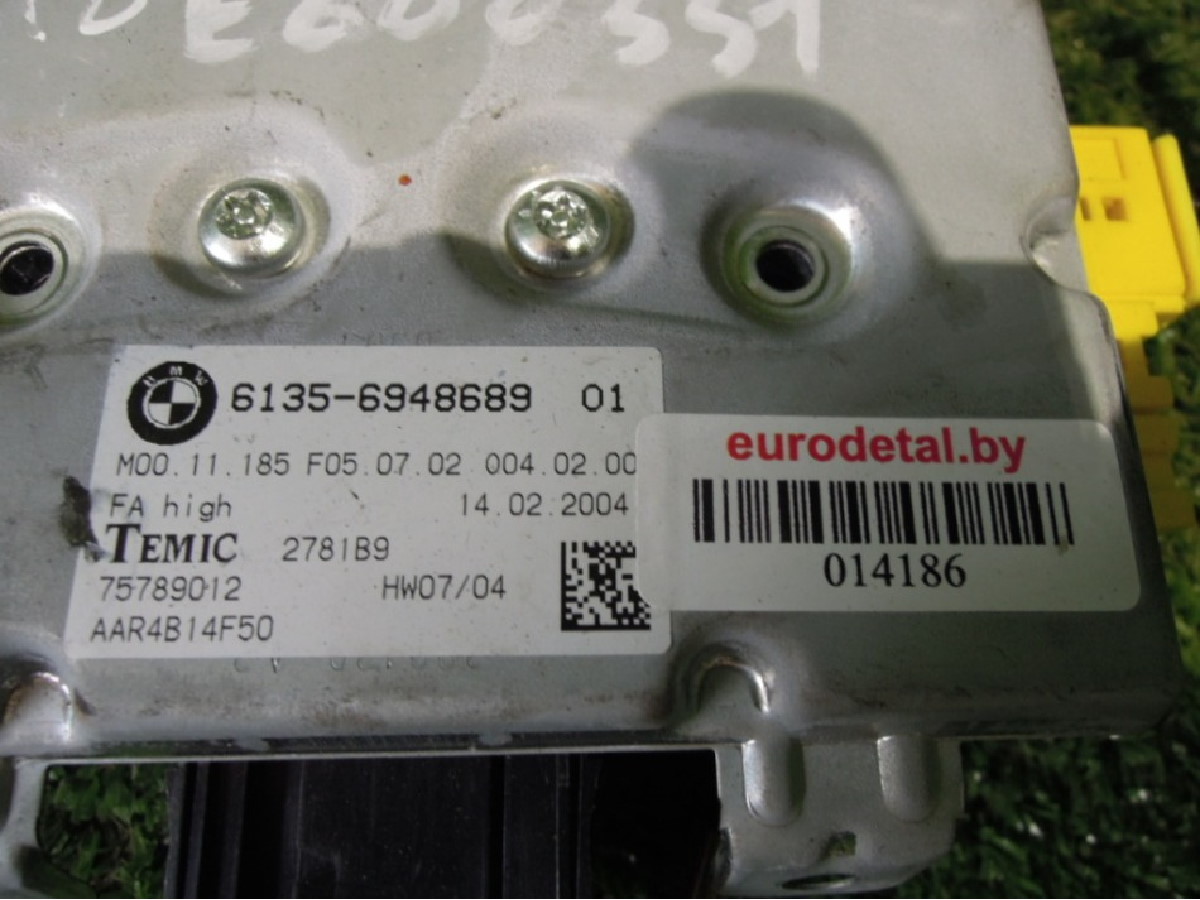 BMW 6135-6948689 01
M00.11.185 F05.07.02 004.02.00
FA high 14.02.2004
TEMIC 2781B9
75789012 HW07/04
AAR4B14F50
eurodetal.by
014186